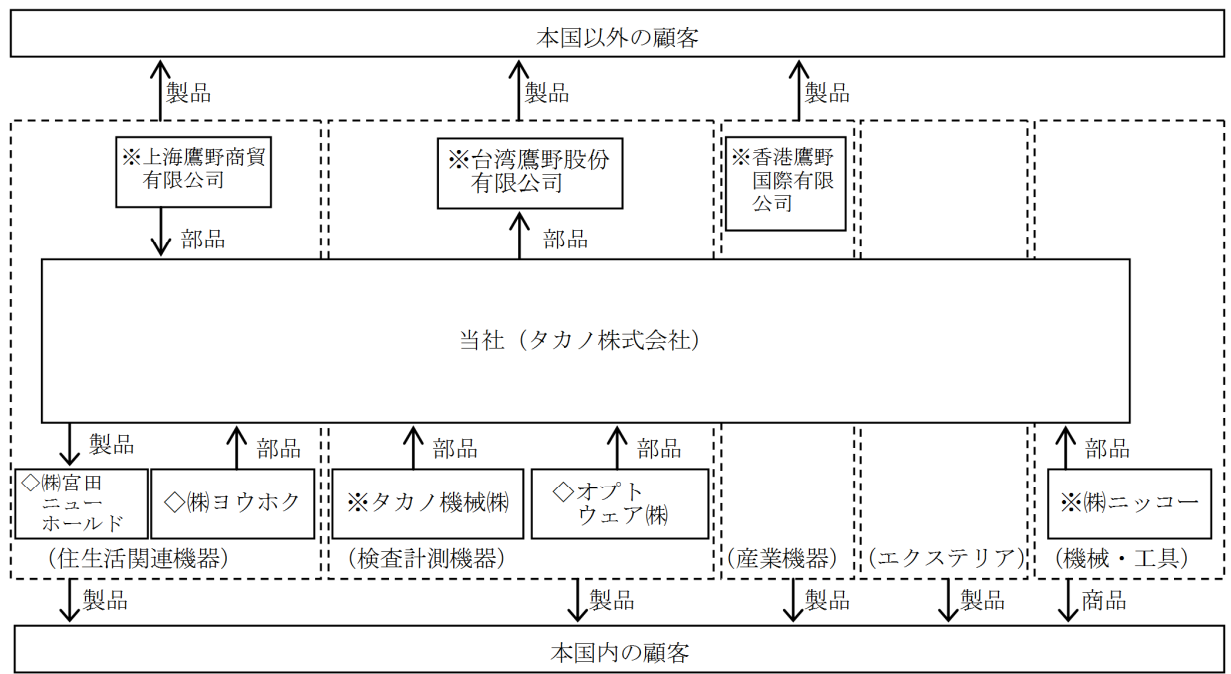 本国以外の顧客
製品
製品
製品
※上海鷹野商貿
有限公司
※台湾鷹野股份
有限公司
※香港鷹野
国際有限
公司
部品
部品
当社（タカノ株式会社）
製品
部品
部品
部品
部品
◇㈱宮田
ニュー
ホールド
◇㈱ヨウホク
※タカノ機械㈱
◇オプト
ウェア㈱
※㈱ニッコー
（住生活関連機器）
（検査計測機器）
（産業機器）
（エクステリア）
（機械・工具）
製品
製品
製品
製品
商品
本国内の顧客